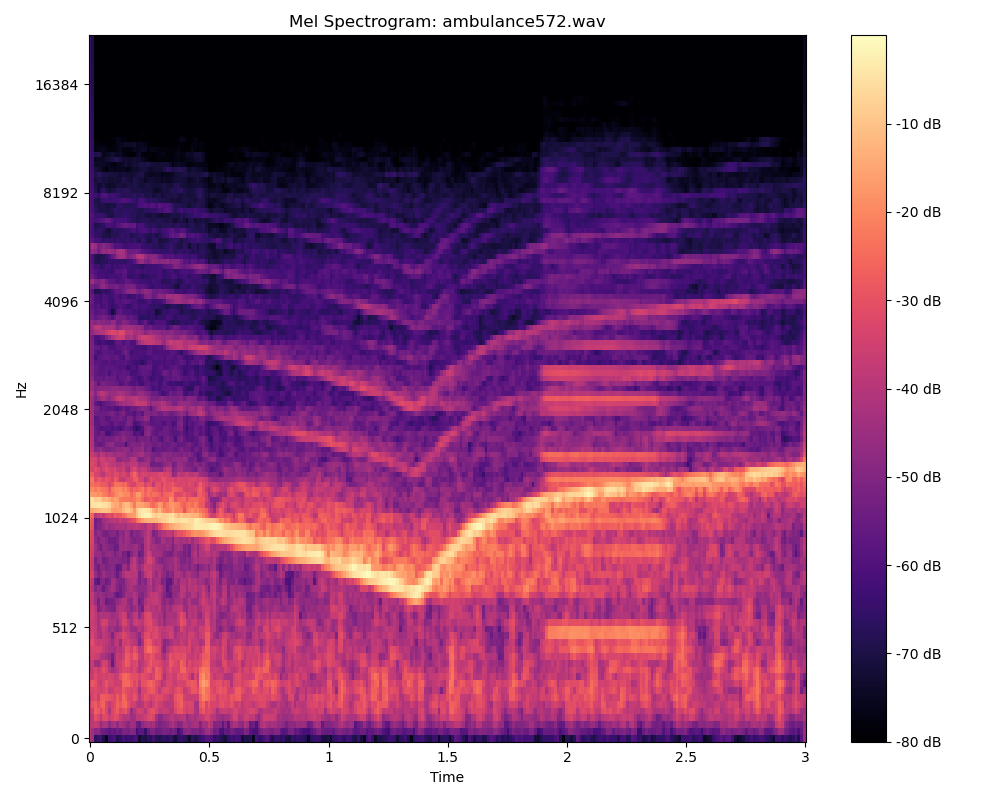 Mel Spectrogram: ambulance572.wav
16384
8192
4096
2048
1024
512
0
Hz
0
0.5
1
1.5
2
2.5
3
Time
-10 dB
-20 dB
-30 dB
-40 dB
-50 dB
-60 dB
-70 dB
-80 dB